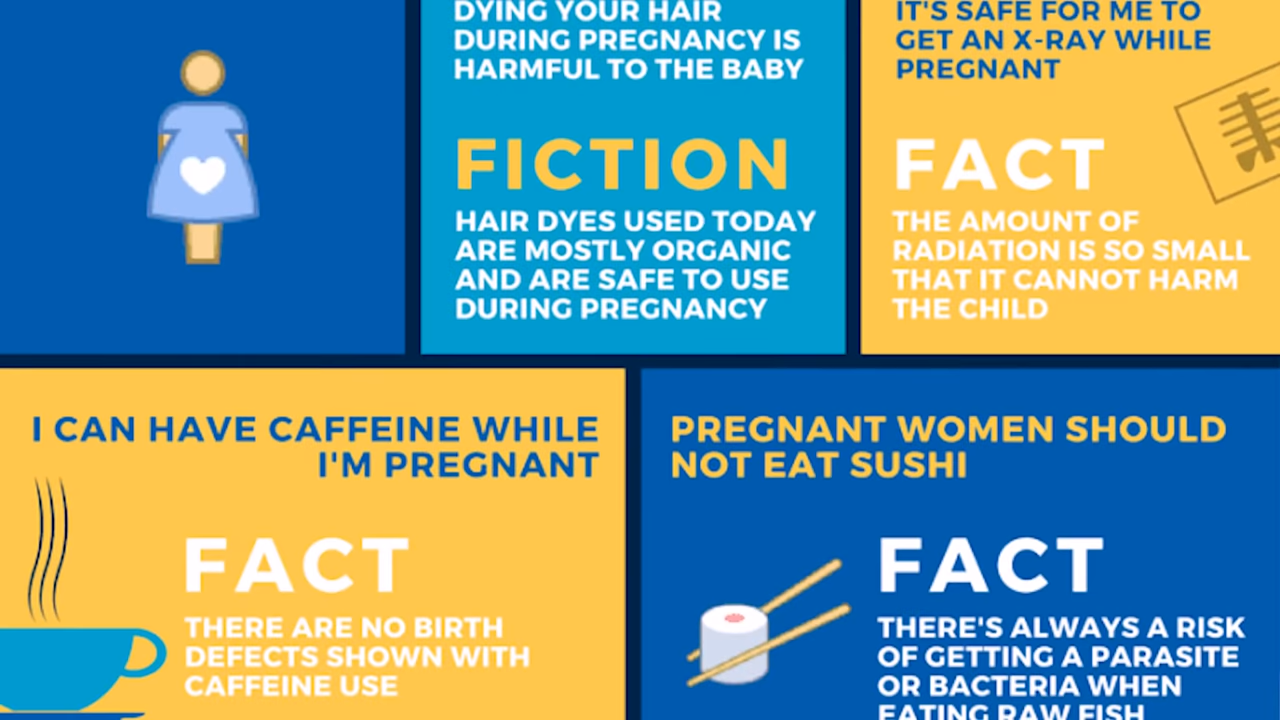 DYING YOUR HAIR
DURING PREGNANCY IS
HARMFUL TO THE BABY
FICTION
HAIR DYES USED TODAY
ARE MOSTLY ORGANIC
AND ARE SAFE TO USE
DURING PREGNANCY
IT'S SAFE FOR ME TO
GET AN X-RAY WHILE
PREGNANT
FACT
THE AMOUNT OF
RADIATION IS SO SMALL
THAT IT CANNOT HARM
THE CHILD
I CAN HAVE CAFFEINE WHILE
I'M PREGNANT
FACT
THERE ARE NO BIRTH
DEFECTS SHOWN WITH
CAFFEINE USE
PREGNANT WOMEN SHOULD
NOT EAT SUSHI
FACT
THERE'S ALWAYS A RISK
OF GETTING A PARASITE
OR BACTERIA WHEN
EATING RAW FISH